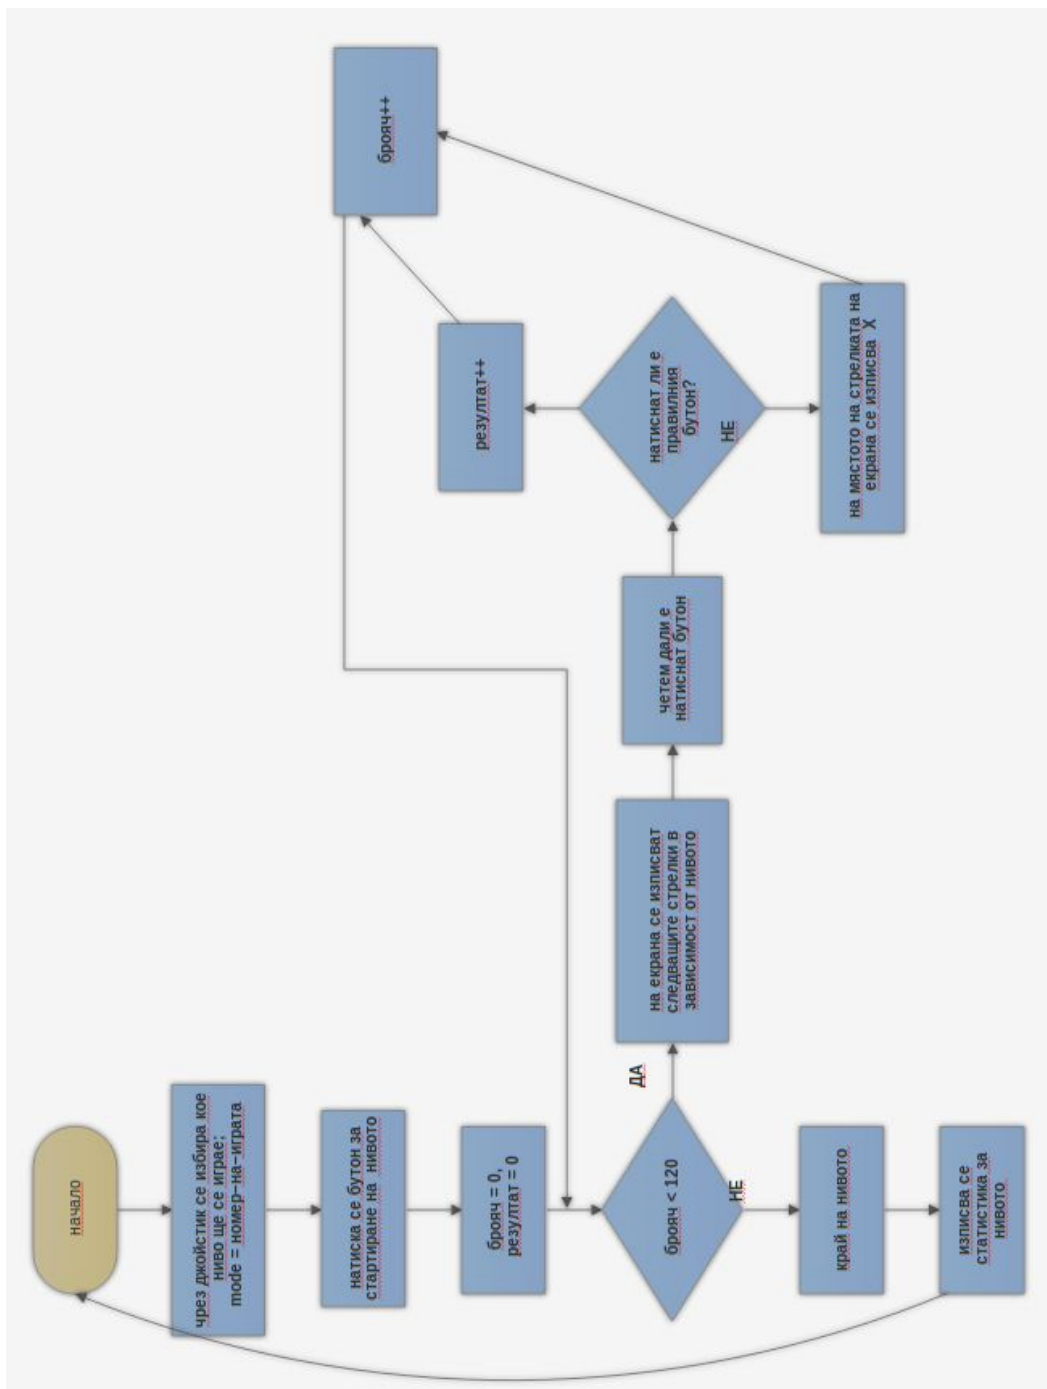 начало
чрез джойстик се избира кое
ниво ще се играе;
mode = номер-на-играта
натиска се бутон за
стартиране на нивото
брояч = 0,
резултат = 0
брояч < 120
ДА
НЕ
край на нивото
изписва се
статистика за
нивото
на екрана се изписват
следващите стрелки в
зависимост от нивото
четем дали е
натиснат бутон
натиснат ли е
правилния
бутон?
НЕ
резултат++
на мястото на стрелката на
екрана се изписва X
брояч++